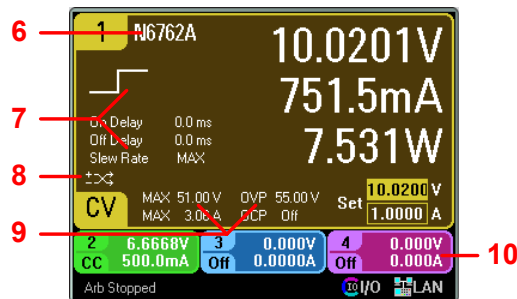 6
1 N6762A
10.0201V
751.5mA
7.531W
7
On Delay 0.0 ms
Off Delay 0.0 ms
Slew Rate MAX
8
CV
MAX 51.00 V OVP 55.00 V
MAX 3.06 A OCP Off
Set 10.0200 V
1.0000 A
9
2 6.6668V
CC 500.0mA
3 0.000V
Off 0.0000A
4 0.000V
Off 0.000A
10
Arb Stopped
IO I/O LAN